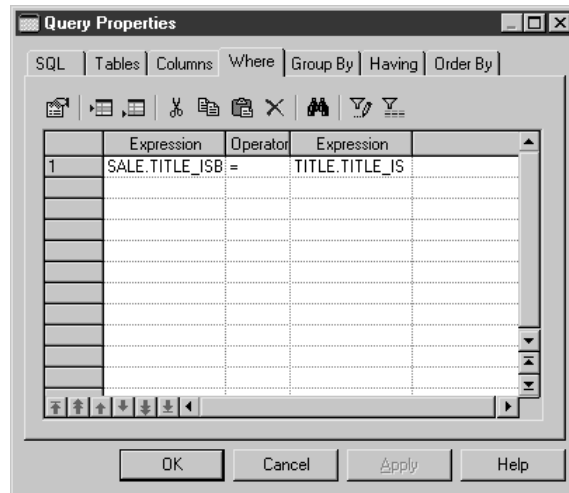 Query Properties
SQL Tables Columns Where Group By Having Order By
Expression Operator Expression
1 SALE.TITLE_ISB = TITLE.TITLE_IS
OK Cancel Apply Help